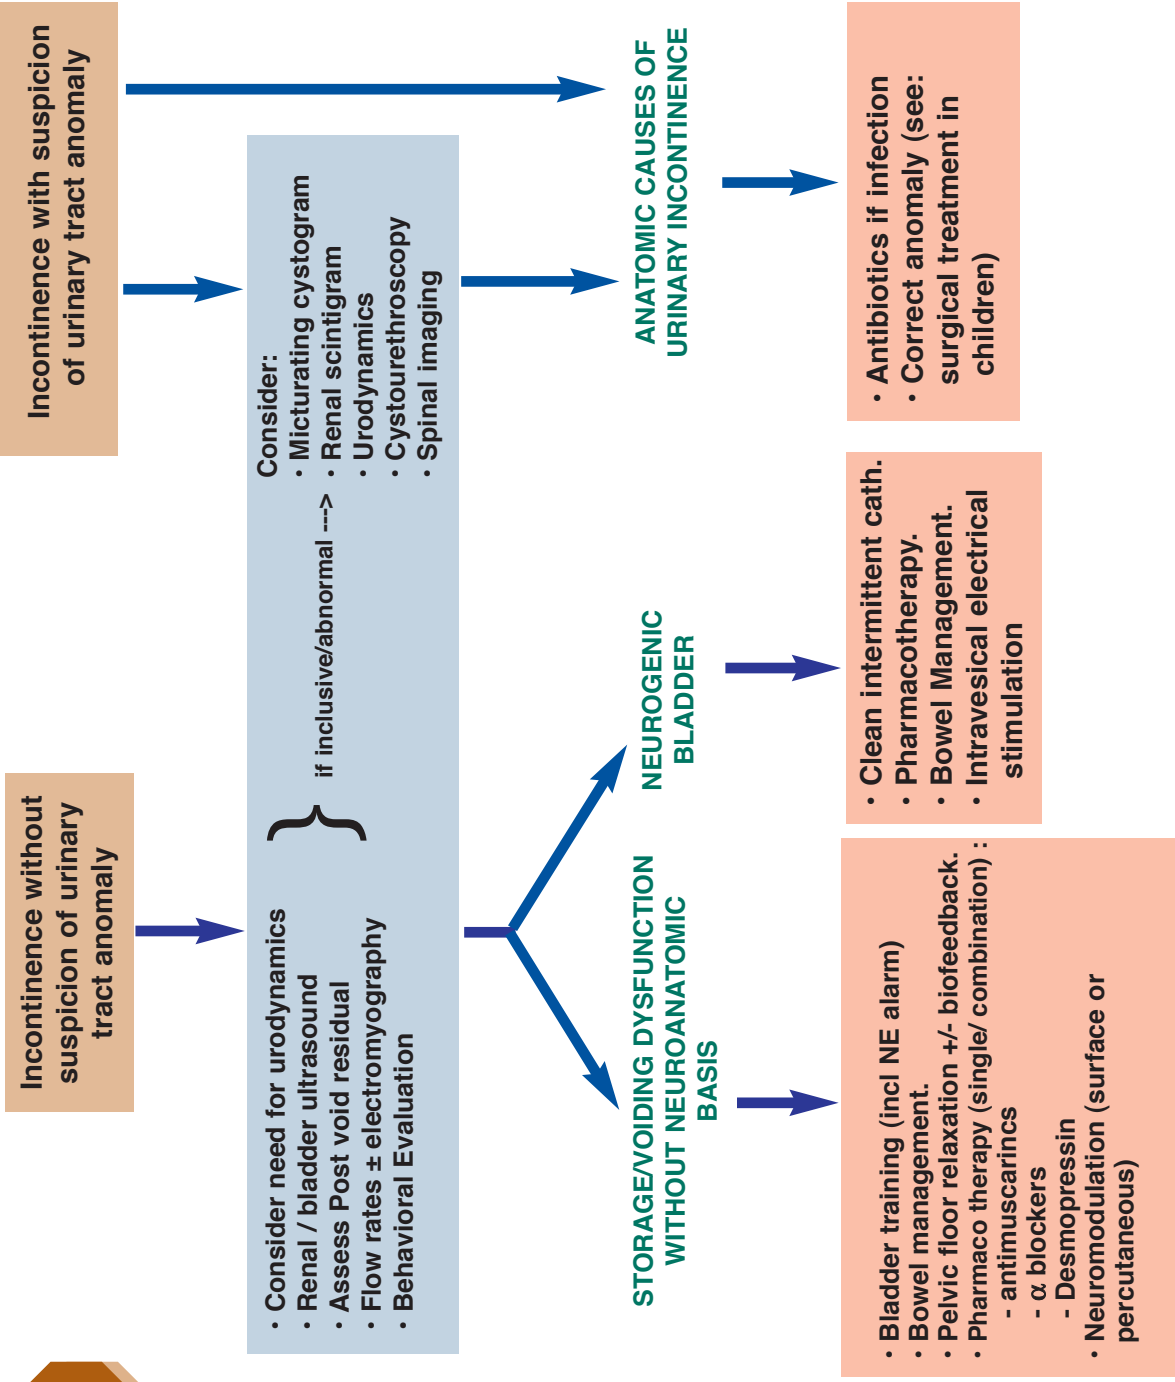 Incontinence without
suspicion of urinary
tract anomaly
Incontinence with suspicion
of urinary tract anomaly
• Consider need for urodynamics
• Renal / bladder ultrasound
• Assess Post void residual
• Flow rates ± electromyography
• Behavioral Evaluation
}
if inclusive/abnormal --->
Consider:
• Micturating cystogram
• Renal scintigram
• Urodynamics
• Cystourethroscopy
• Spinal imaging
STORAGE/VOIDING DYSFUNCTION
WITHOUT NEUROANATOMIC
BASIS
NEUROGENIC
BLADDER
ANATOMIC CAUSES OF
URINARY INCONTINENCE
• Bladder training (incl NE alarm)
• Bowel management.
• Pelvic floor relaxation +/- biofeedback.
• Pharmaco therapy (single/ combination) :
- antimuscarincs
- α blockers
- Desmopressin
• Neuromodulation (surface or
percutaneous)
• Clean intermittent cath.
• Pharmacotherapy.
• Bowel Management.
• Intravesical electrical
stimulation
• Antibiotics if infection
• Correct anomaly (see:
surgical treatment in
children)